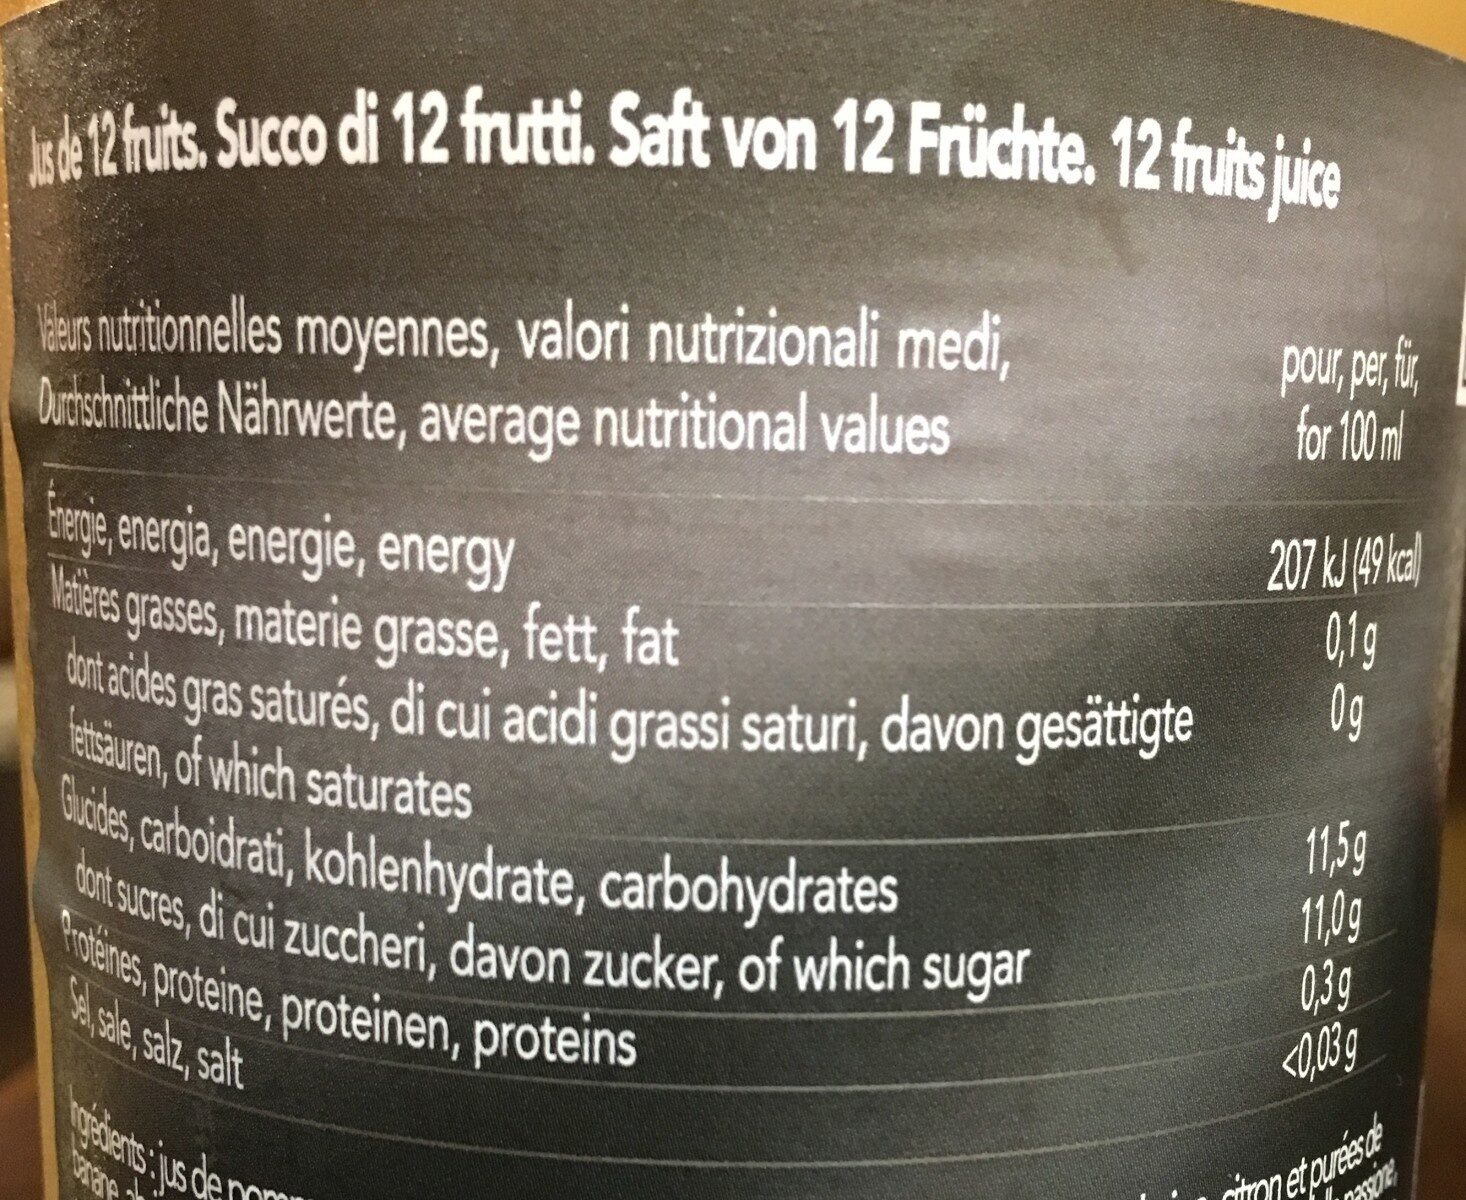 Jus de 12 fruits. Succo di 12 frutti. Saft von 12 Früchte. 12 fruits juice
Valeurs nutritionnelles moyennes, valori nutrizionali medi,
Durchschnittliche Nährwerte, average nutritional values
pour, per, für,
for 100 ml
Énergie, energia, energie, energy 207 kJ (49 kcal)
Matières grasses, materie grasse, fett, fat 0,1 g
dont acides gras saturés, di cui acidi grassi saturi, davon gesättigte 0 g
fettsäuren, of which saturates
Glucides, carboidrati, kohlenhydrate, carbohydrates 11,5 g
dont sucres, di cui zuccheri, davon zucker, of which sugar 11,0 g
Protéines, proteine, proteinen, proteins 0,3 g
Sel, sale, salz, salt <0,03 g
Ingrédients : jus de citron et purées de
banane